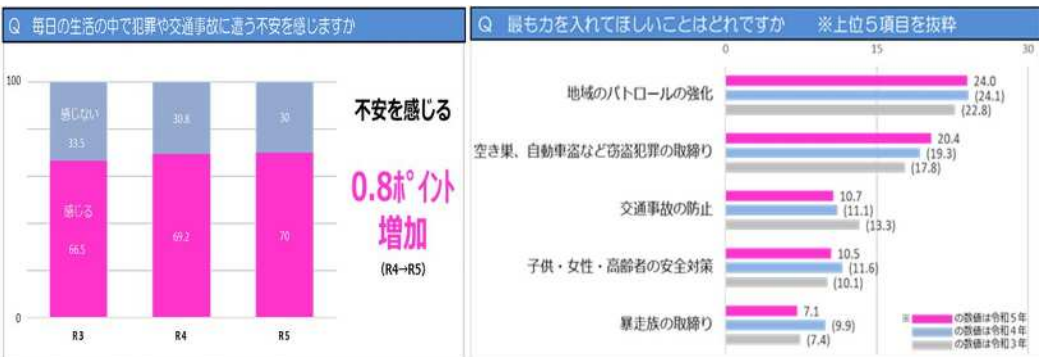 Q 毎日の生活の中で犯罪や交通事故に遭う不安を感じますか
100
感じない
33.5
30.8
30
感じる
66.5
69.2
70
0
R3 R4 R5
不安を感じる
0.8ポイント
増加
(R4→R5)
Q 最も力を入れてほしいことはどれですか ※上位5項目を抜粋
0 15 30
地域のパトロールの強化
24.0
(24.1)
(22.8)
空き巣、自動車盗など窃盗犯罪の取締り
20.4
(19.3)
(17.8)
交通事故の防止
10.7
(11.1)
(13.3)
子供・女性・高齢者の安全対策
10.5
(11.6)
(10.1)
暴走族の取締り
7.1
(9.9)
(7.4)
※ の数値は令和5年
の数値は令和4年
の数値は令和3年